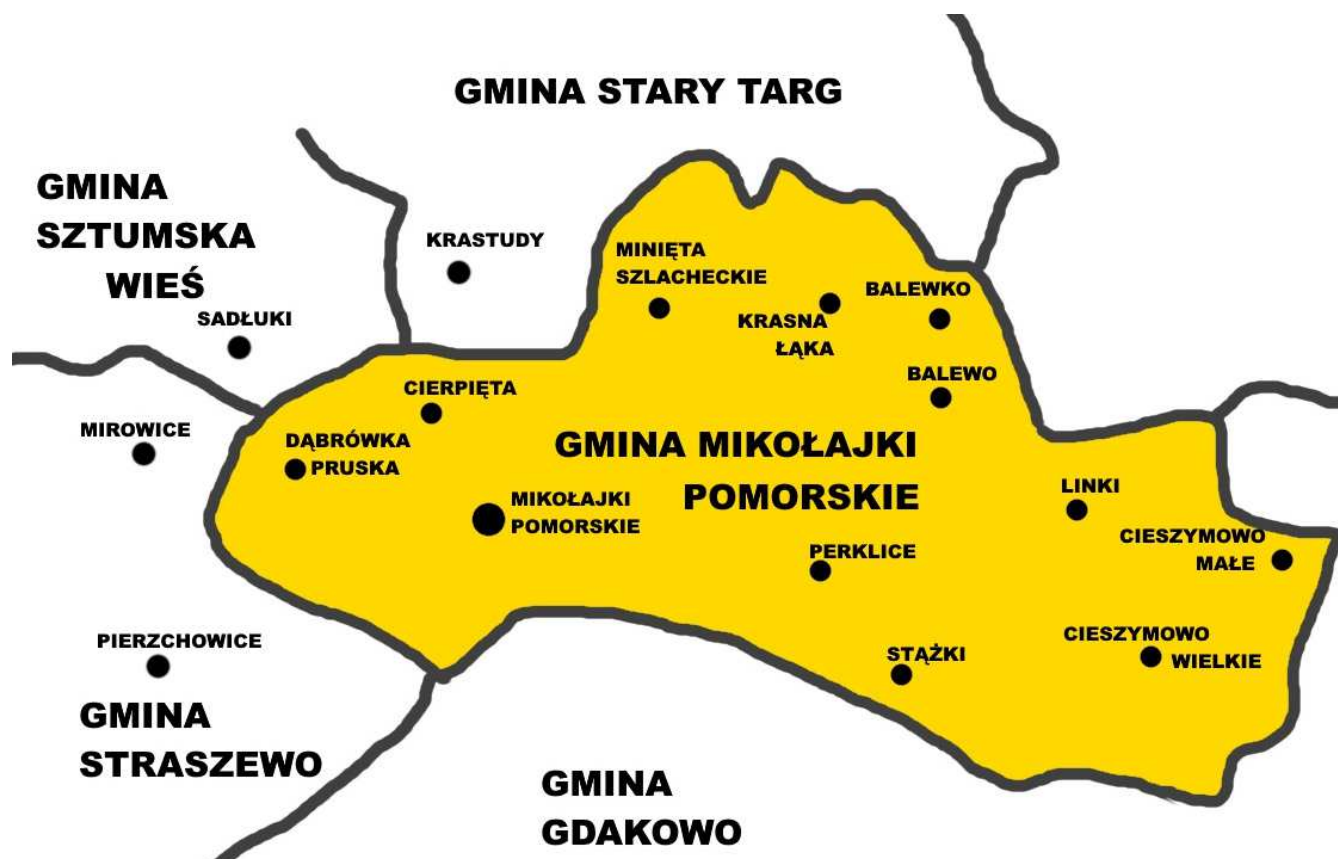 GMINA STARY TARG
GMINA
SZTUMSKA
WIEŚ
KRASTUDY
MINIĘTA
SZLACHECKIE
BALEWKO
SADŁUKI
KRASNA
ŁĄKA
CIERPIĘTA
BALEWO
MIROWICE
DĄBRÓWKA
PRUSKA
GMINA MIKOŁAJKI
POMORSKIE
MIKOŁAJKI
POMORSKIE
LINKI
CIESZYMOWO
MAŁE
PERKLICE
PIERZCHOWICE
STĄŻKI
CIESZYMOWO
WIELKIE
GMINA
STRASZEWO
GMINA
GDAKOWO